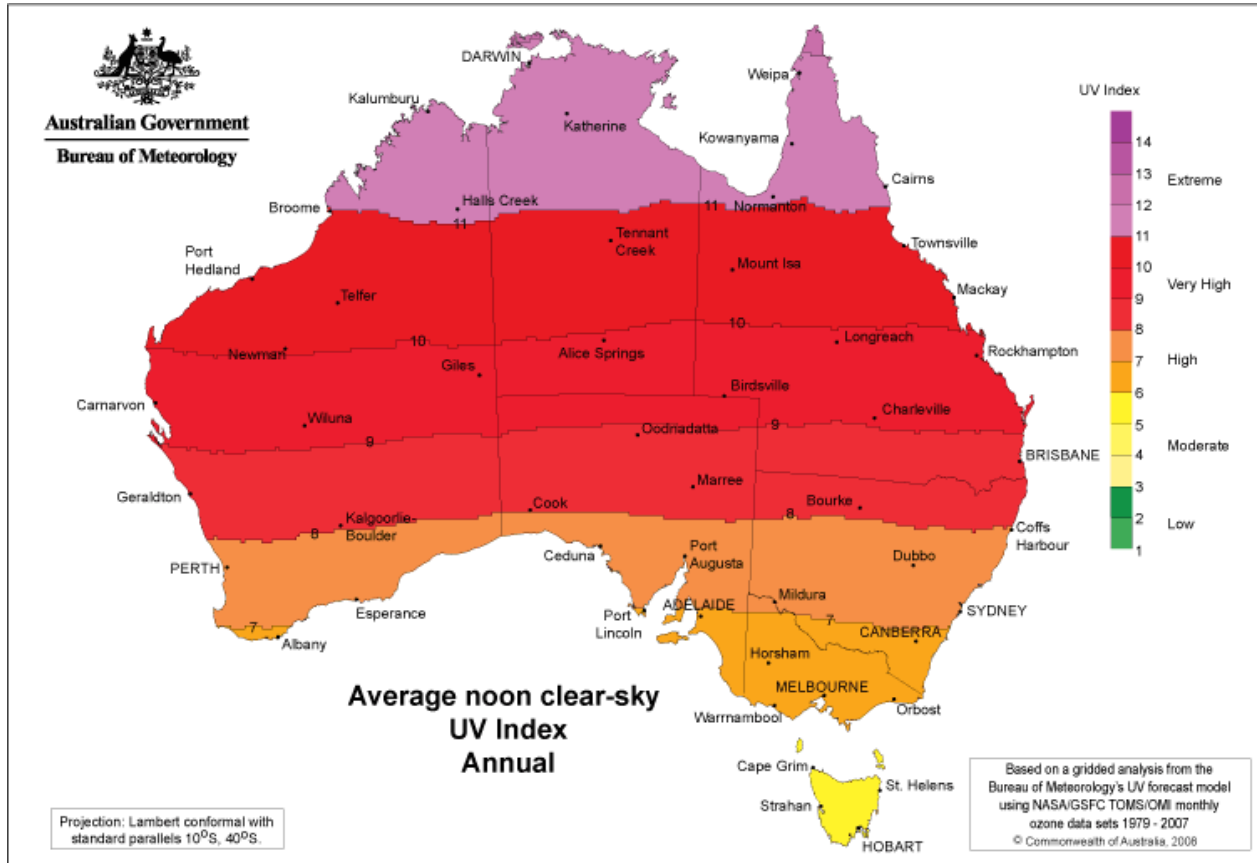 Australian Government
Bureau of Meteorology
DARWIN
Weipa
Kalumburu
Katherine
Kowanyama
Cairns
Broome
Halls Creek
11
11
Normanton
Port
Hedland
Tennant
Creek
Mount Isa
Townsville
Telfer
Mackay
Newman
10
10
Alice Springs
Longreach
Rockhampton
Giles
Carnarvon
Birdsville
Wiluna
Charleville
9
9
Oodnadatta
BRISBANE
Geraldton
Marree
Cook
Bourke
8
8
Kalgoorlie-
Boulder
Coffs
Harbour
Ceduna
Port
Augusta
Dubbo
PERTH
Esperance
Port
Lincoln
ADELAIDE
Mildura
SYDNEY
7
7
Albany
CANBERRA
Horsham
MELBOURNE
Warrnambool
Orbost
Cape Grim
St. Helens
Strahan
HOBART
UV Index
14
13
12
11
10
9
8
7
6
5
4
3
2
1
Extreme
Very High
High
Moderate
Low
Average noon clear-sky
UV Index
Annual
Projection: Lambert conformal with
standard parallels 10°S, 40°S.
Based on a gridded analysis from the
Bureau of Meteorology's UV forecast model
using NASA/GSFC TOMS/OMI monthly
ozone data sets 1979 - 2007
© Commonwealth of Australia, 2008